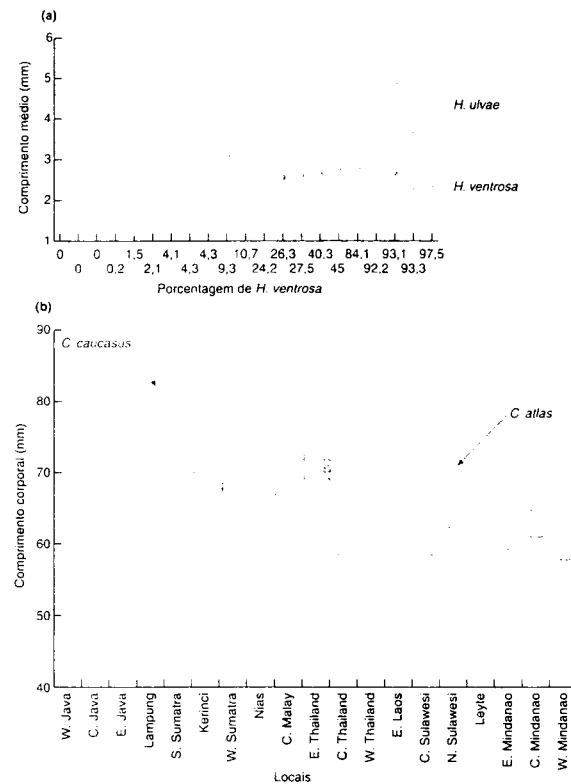 (a)
Comprimento médio (mm)
6
5
4
3
2
1
H. ulvae
H. ventrosa
0 0 1,5 4,1 4,3 10,7 26,3 40,3 84,1 93,1 97,5
0 0,2 2,1 4,3 9,3 24,2 27,5 45 92,2 93,3
Porcentagem de H. ventrosa
(b)
Comprimento corporal (mm)
90
80
70
60
50
40
C caucasus
C atlas
W. Java
C. Java
E. Java
Lampung
S. Sumatra
Kerinci
W. Sumatra
Nias
C. Malay
E. Thailand
C. Thailand
W. Thailand
E. Laos
C. Sulawesi
N. Sulawesi
Leyte
E. Mindanao
C. Mindanao
W. Mindanao
Locais